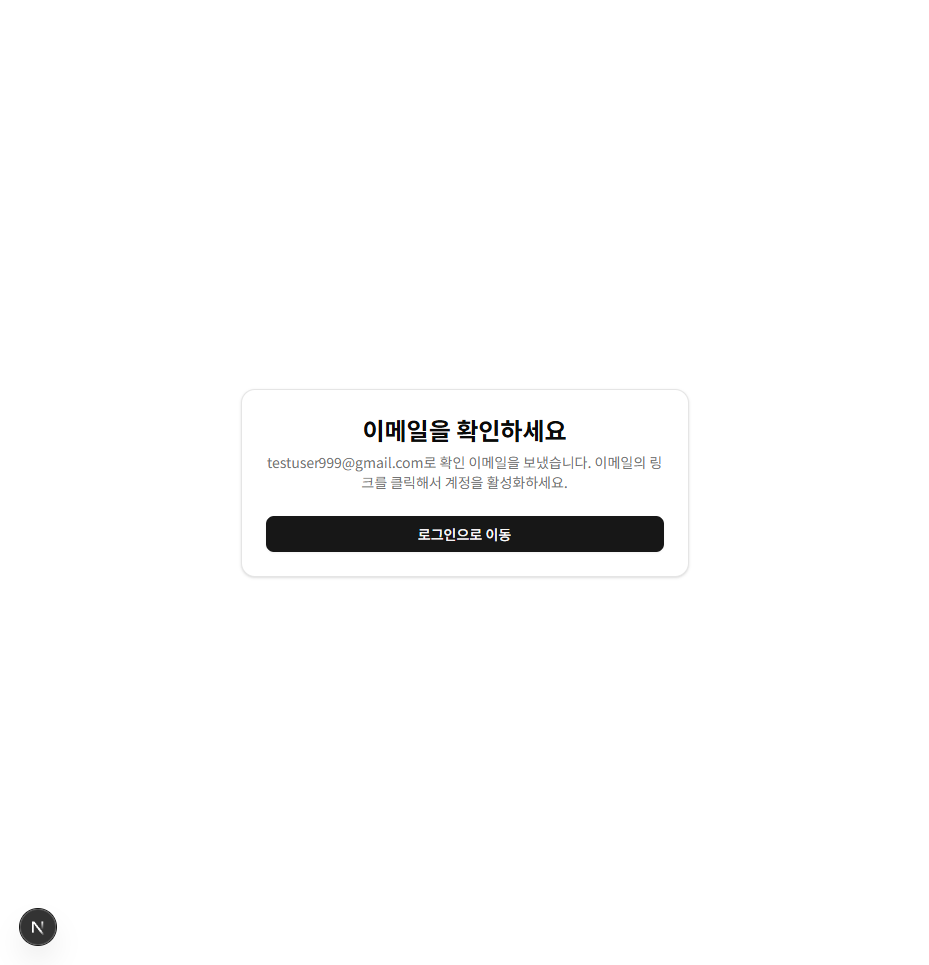 이메일을 확인하세요
testuser999@gmail.com로 확인 이메일을 보냈습니다. 이메일의 링
크를 클릭해서 계정을 활성화하세요.
로그인으로 이동
N